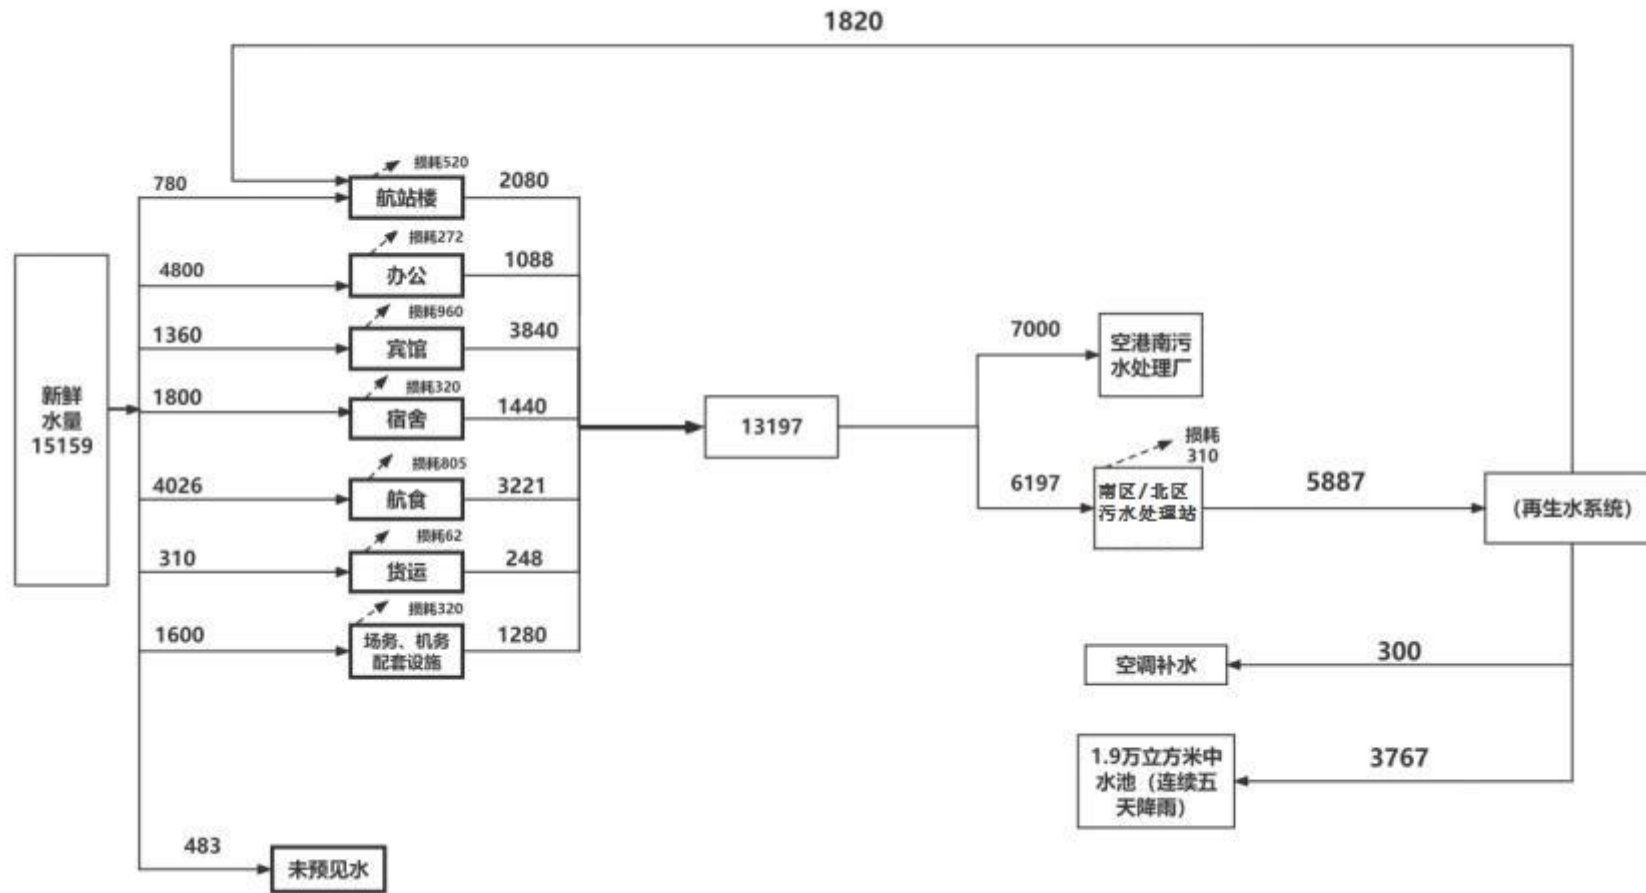 1820
损耗520
780
航站楼
2080
损耗272
4800
办公
1088
损耗960
1360
宾馆
3840
损耗320
1800
宿舍
1440
损耗805
4026
航食
3221
损耗62
310
货运
248
损耗320
1600
场务、机务
配套设施
1280
483
未预见水
新鲜
水量
15159
13197
7000
空港南污
水处理厂
损耗
310
6197
南区/北区
污水处理站
5887
(再生水系统)
300
空调补水
3767
1.9万立方米中
水池（连续五
天降雨）